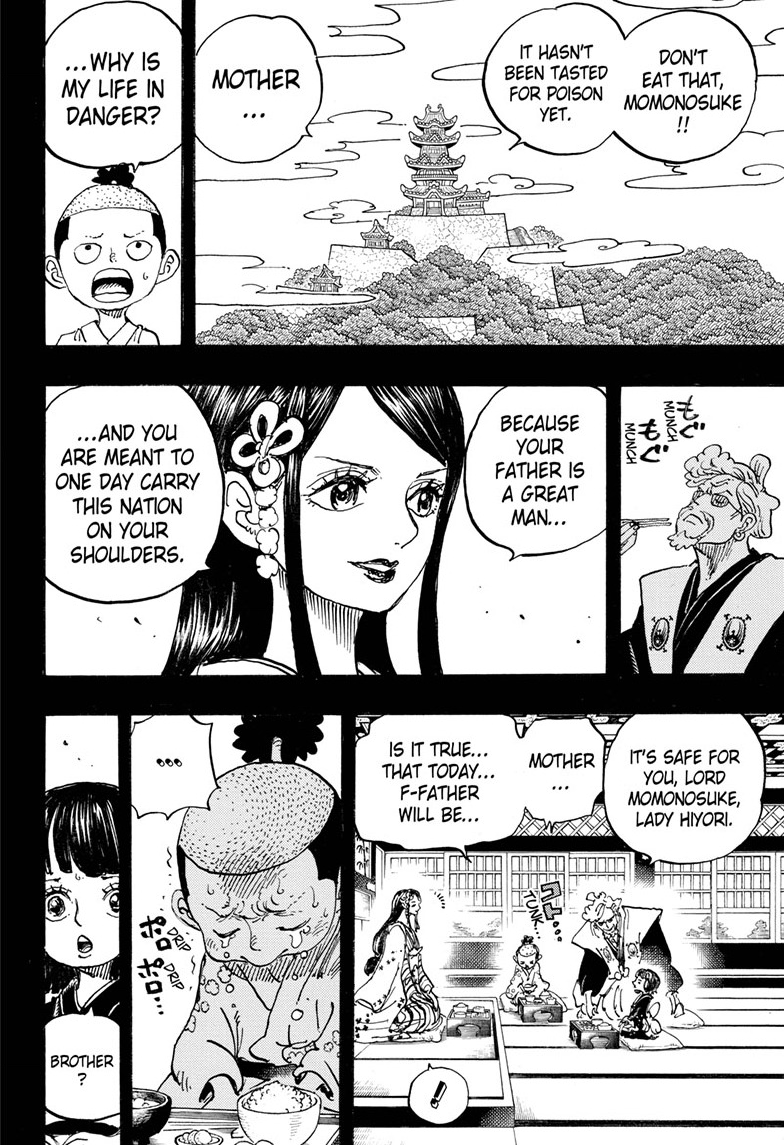 DON'T
EAT THAT,
MOMONOSUKE
!!
IT HASN'T
BEEN TASTED
FOR POISON
YET.
MOTHER
...
...WHY IS
MY LIFE IN
DANGER?
MUNCH
MUNCH
BECAUSE
YOUR
FATHER IS
A GREAT
MAN...
...AND YOU
ARE MEANT TO
ONE DAY CARRY
THIS NATION
ON YOUR
SHOULDERS.
IT'S SAFE FOR
YOU, LORD
MOMONOSUKE,
LADY HIYORI.
MOTHER
...
IS IT TRUE...
THAT TODAY...
F-FATHER
WILL BE...
TUNK...
!
...
DRIP
DRIP
BROTHER
?